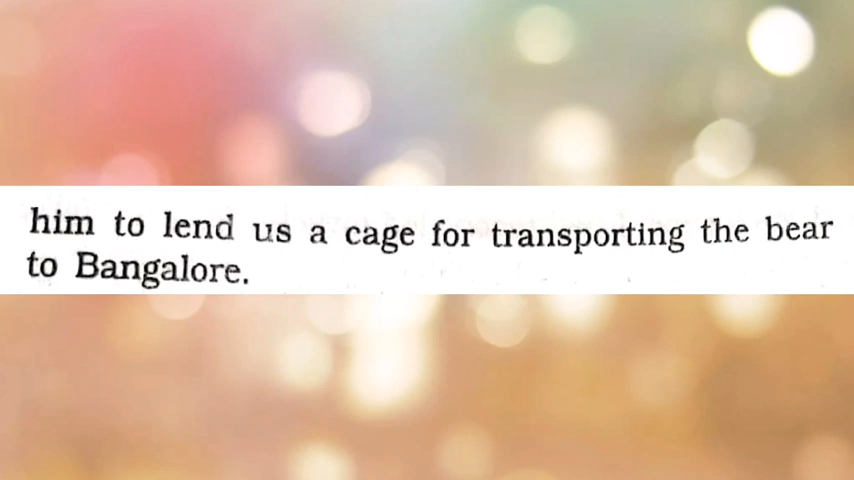 him to lend us a cage for transporting the bear
to Bangalore.